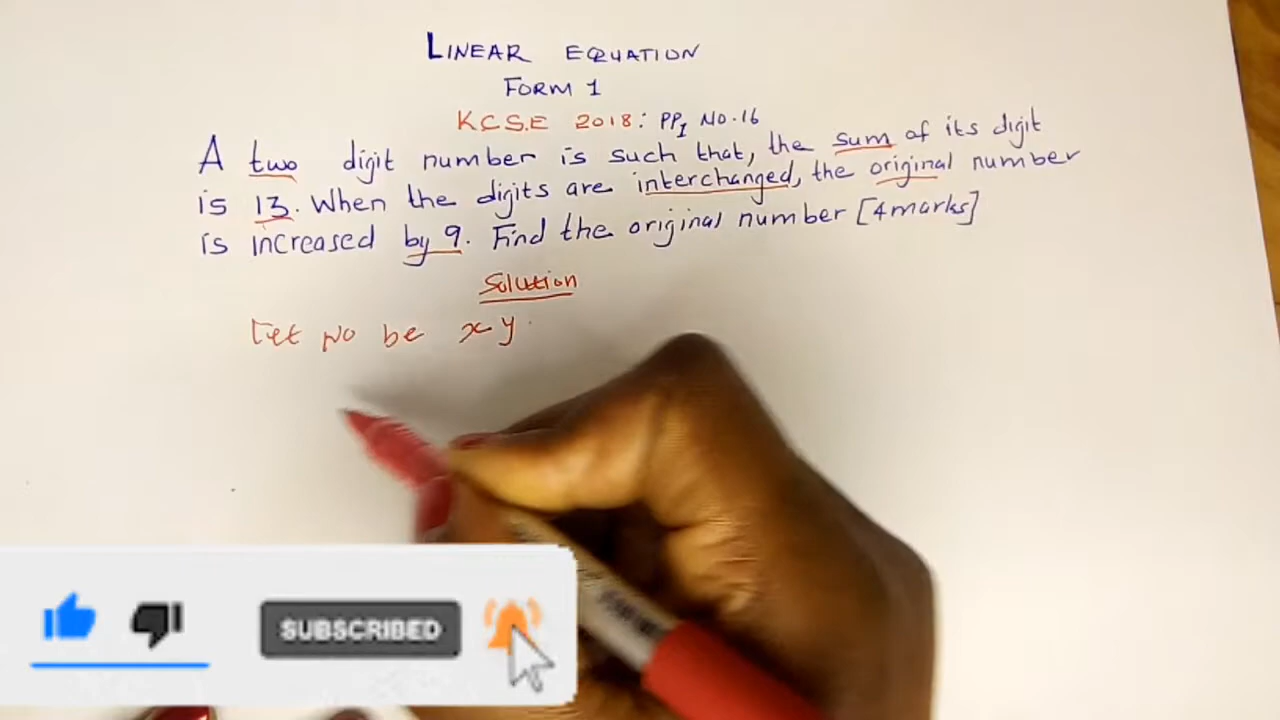 LINEAR EQUATION
FORM 1
K.C.S.E 2018: PP1 NO.16
A two digit number is such that, the sum of its digit
is 13. When the digits are interchanged, the original number
is increased by 9. Find the original number [4marks]
Solution
Let No be xy
SUBSCRIBED